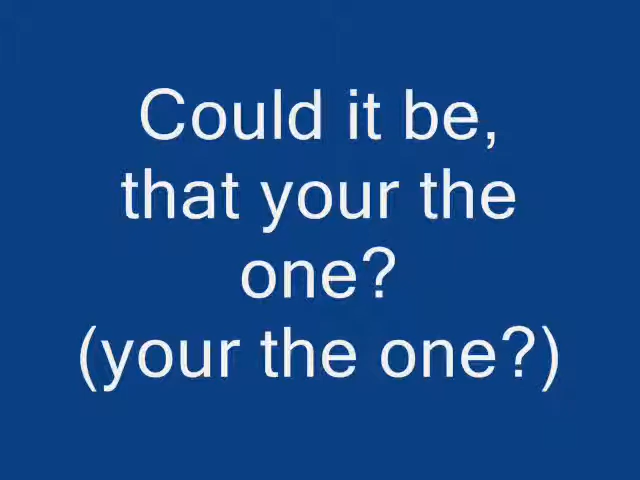 Could it be,
that your the
one?
(your the one?)